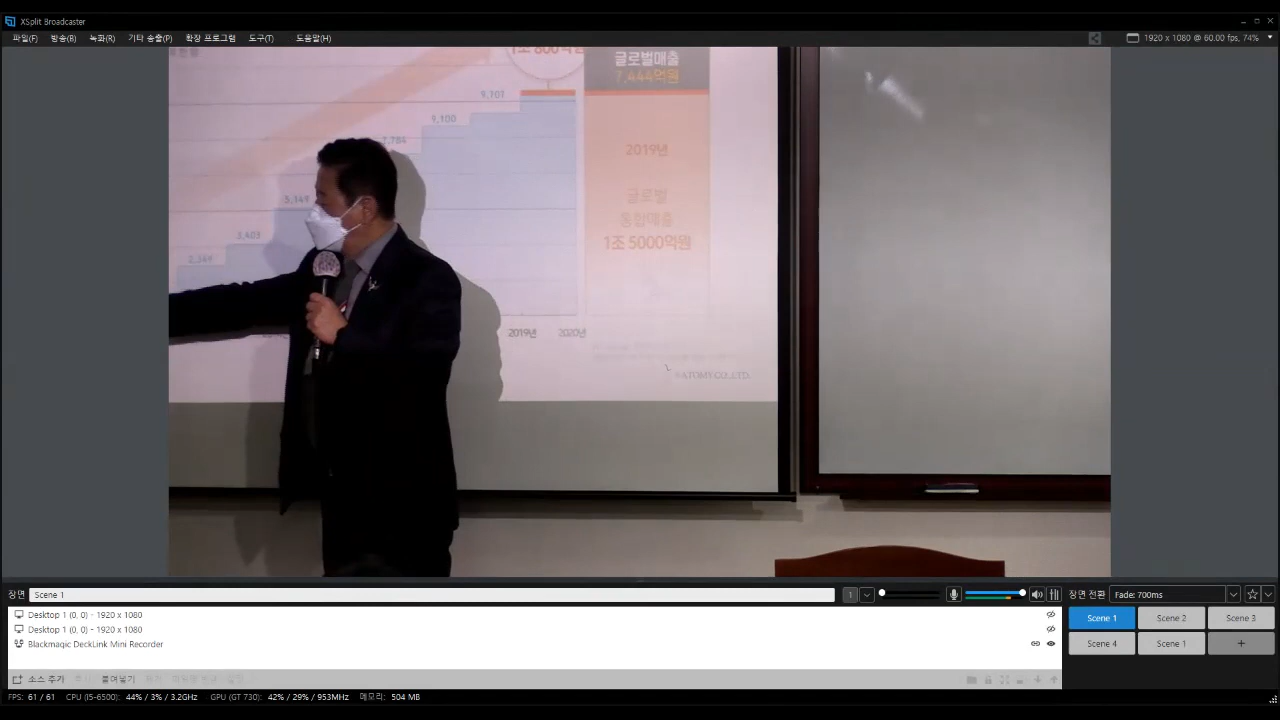 XSplit Broadcaster
파일(F) 방송(B) 녹화(R) 기타 송출(P) 확장 프로그램 도구(T) 도움말(H)
1920 x 1080 @ 60.00 fps, 74%
글로벌매출
7,444억원
9,707
9,100
7,784
5,149
3,403
2,349
2019년
글로벌
통합매출
1조 5000억원
2019년 2020년
ATOMY CO., LTD.
장면 Scene 1
1
장면 전환 Fade: 700ms
Desktop 1 (0, 0) - 1920 x 1080
Desktop 1 (0, 0) - 1920 x 1080
Blackmagic DeckLink Mini Recorder
Scene 1 Scene 2 Scene 3
Scene 4 Scene 1 +
소스 추가 복사 붙여넣기
FPS: 61 / 61 CPU (I5-6500): 44% / 3% / 3.2GHz GPU (GT 730): 42% / 29% / 953MHz 메모리: 504 MB